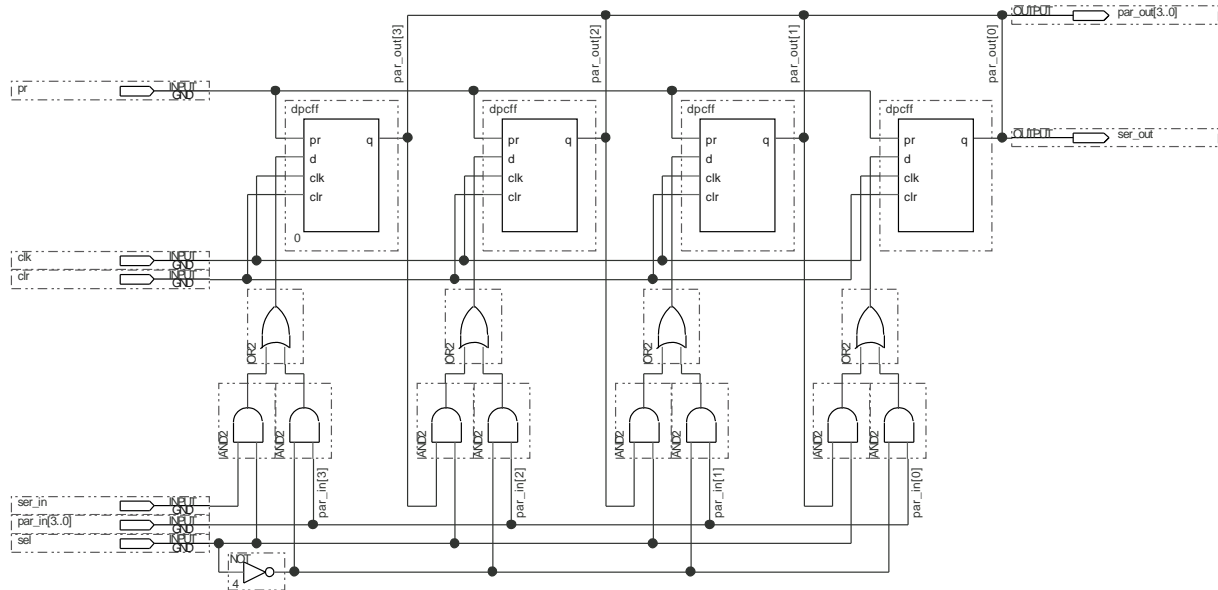 OUTPUT
par_out[3..0]
par_out[3]
par_out[2]
par_out[1]
par_out[0]
pr
INPUT
GND
dpcff
dpcff
dpcff
dpcff
pr
q
pr
q
pr
q
pr
q
OUTPUT
ser_out
d
d
d
d
clk
clk
clk
clk
clr
clr
clr
clr
0
clk
INPUT
GND
clr
INPUT
GND
OR2
OR2
OR2
OR2
AND2
AND2
AND2
AND2
AND2
AND2
AND2
AND2
par_in[3]
par_in[2]
par_in[1]
par_in[0]
ser_in
INPUT
GND
par_in[3..0]
INPUT
GND
sel
INPUT
GND
NOT
4